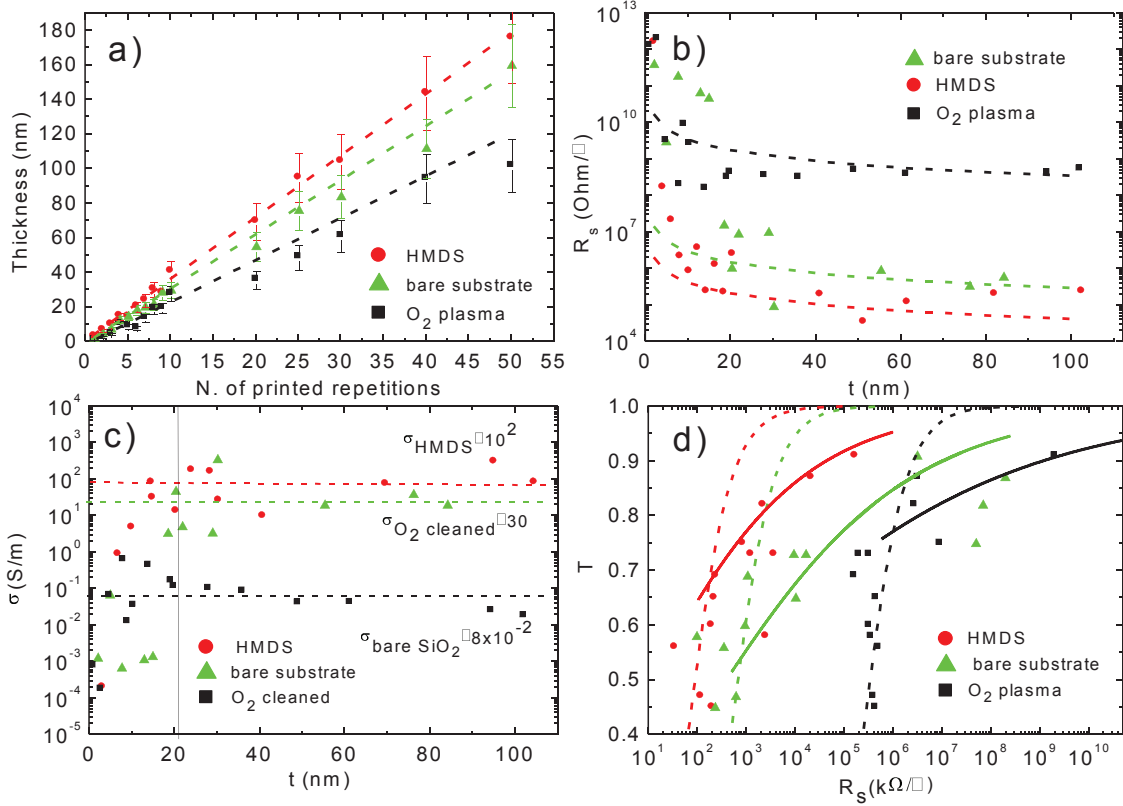 a)
180
160
140
120
100
80
60
40
20
0
Thickness (nm)
0 5 10 15 20 25 30 35 40 45 50 55
N. of printed repetitions
HMDS
bare substrate
O2 plasma
b)
10^13
10^10
10^7
10^4
R_s (Ohm/□)
0 20 40 60 80 100
t (nm)
bare substrate
HMDS
O2 plasma
c)
10^4
10^3
10^2
10^1
10^0
10^-1
10^-2
10^-3
10^-4
10^-5
σ (S/m)
0 20 40 60 80 100
t (nm)
σ_HMDS □10^2
σ_O2 cleaned □30
σ_bare SiO2 □8x10^-2
HMDS
bare substrate
O2 cleaned
d)
1.0
0.9
0.8
0.7
0.6
0.5
0.4
T
10^1 10^2 10^3 10^4 10^5 10^6 10^7 10^8 10^9 10^10
R_s(kΩ/□)
HMDS
bare substrate
O2 plasma